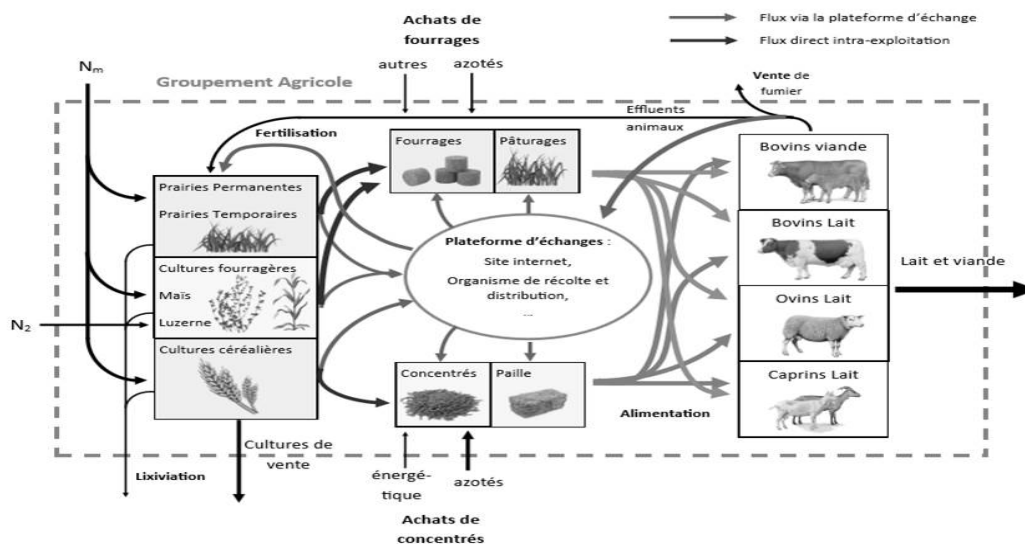 Achats de
fourrages
autres
azotés
Flux via la plateforme d'échange
Flux direct intra-exploitation
Nm
Groupement Agricole
Vente de
fumier
Effluents
animaux
Fertilisation
Fourrages
Pâturages
Bovins viande
Prairies Permanentes
Prairies Temporaires
Bovins Lait
Plateforme d'échanges :
Site internet,
Organisme de récolte et
distribution,
...
Lait et viande
Cultures fourragères
Maïs
Luzerne
N2
Ovins Lait
Cultures céréalières
Concentrés
Paille
Caprins Lait
Alimentation
Cultures de
vente
Lixiviation
énergé-
tique
azotés
Achats de
concentrés